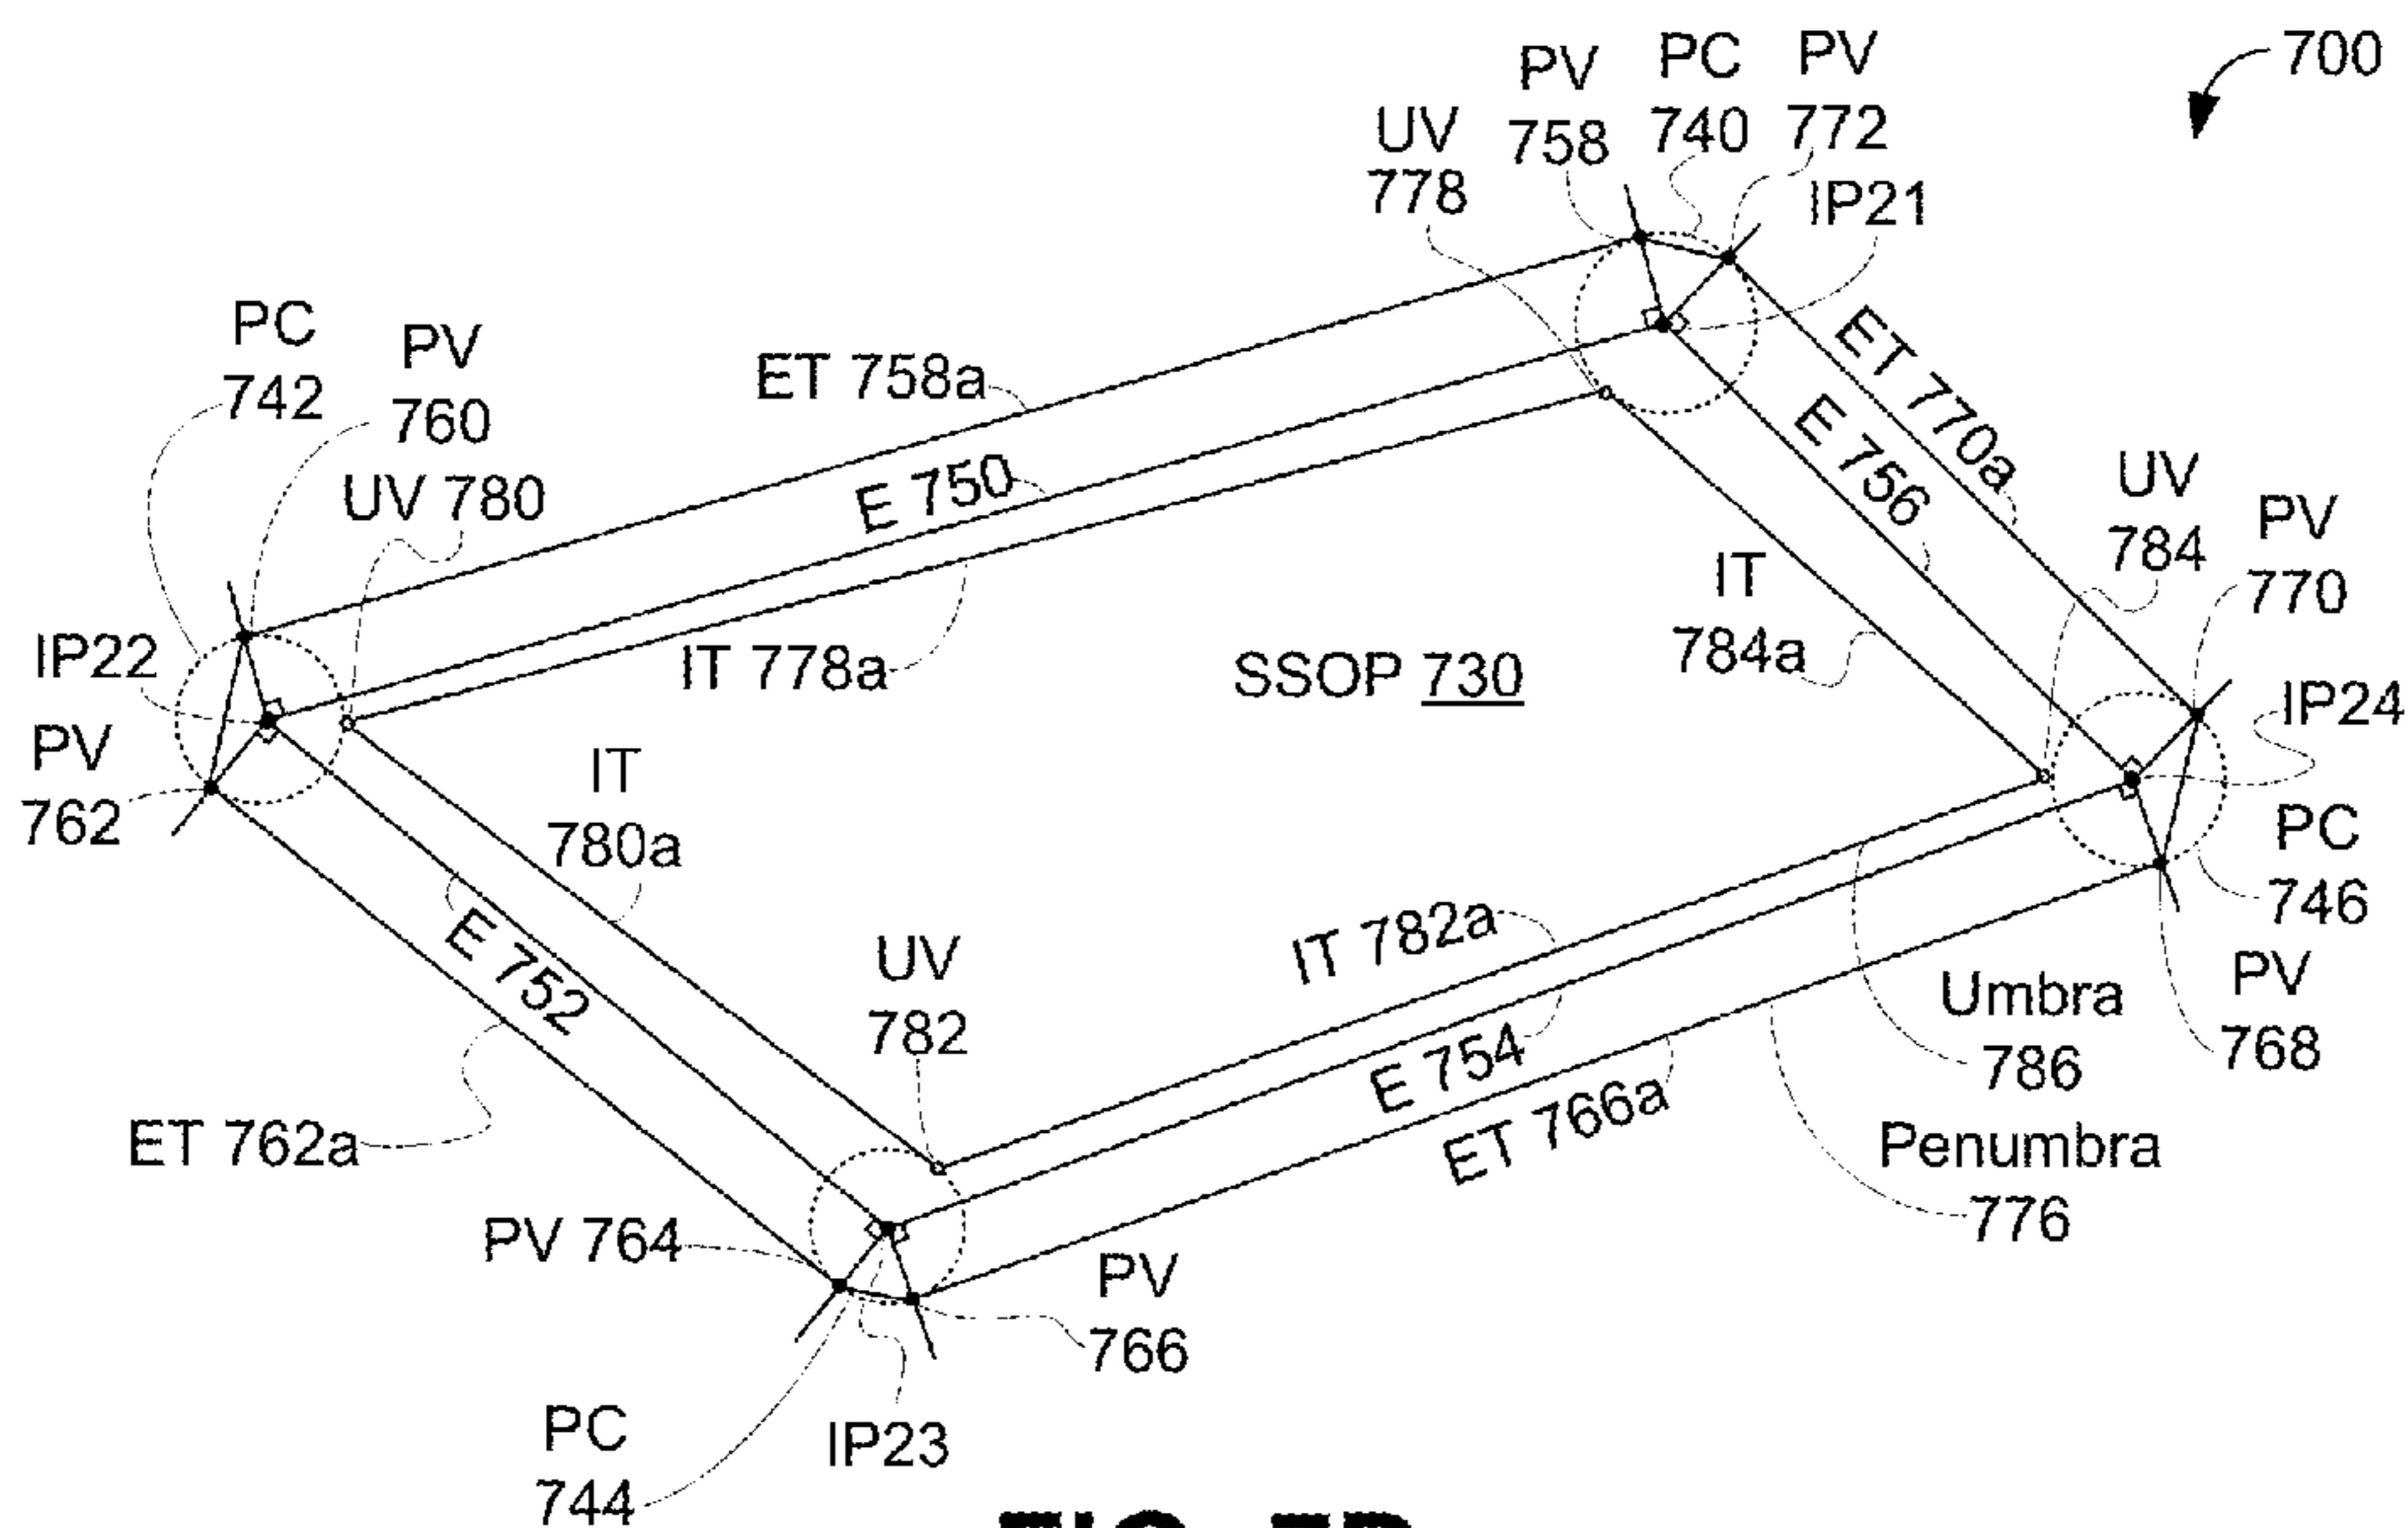 700
PV
758
PC
740
PV
772
UV
778
IP21
PC
742
PV
760
UV 780
ET 758a
E 750
IT 778a
ET 770a
E 756
UV
784
PV
770
IT
784a
IP22
PV
762
SSOP 730
IP24
IT
780a
PC
746
E 752
UV
782
IT 782a
E 754
ET 766a
Umbra
786
PV
768
ET 762a
Penumbra
776
PV 764
PV
766
PC
744
IP23